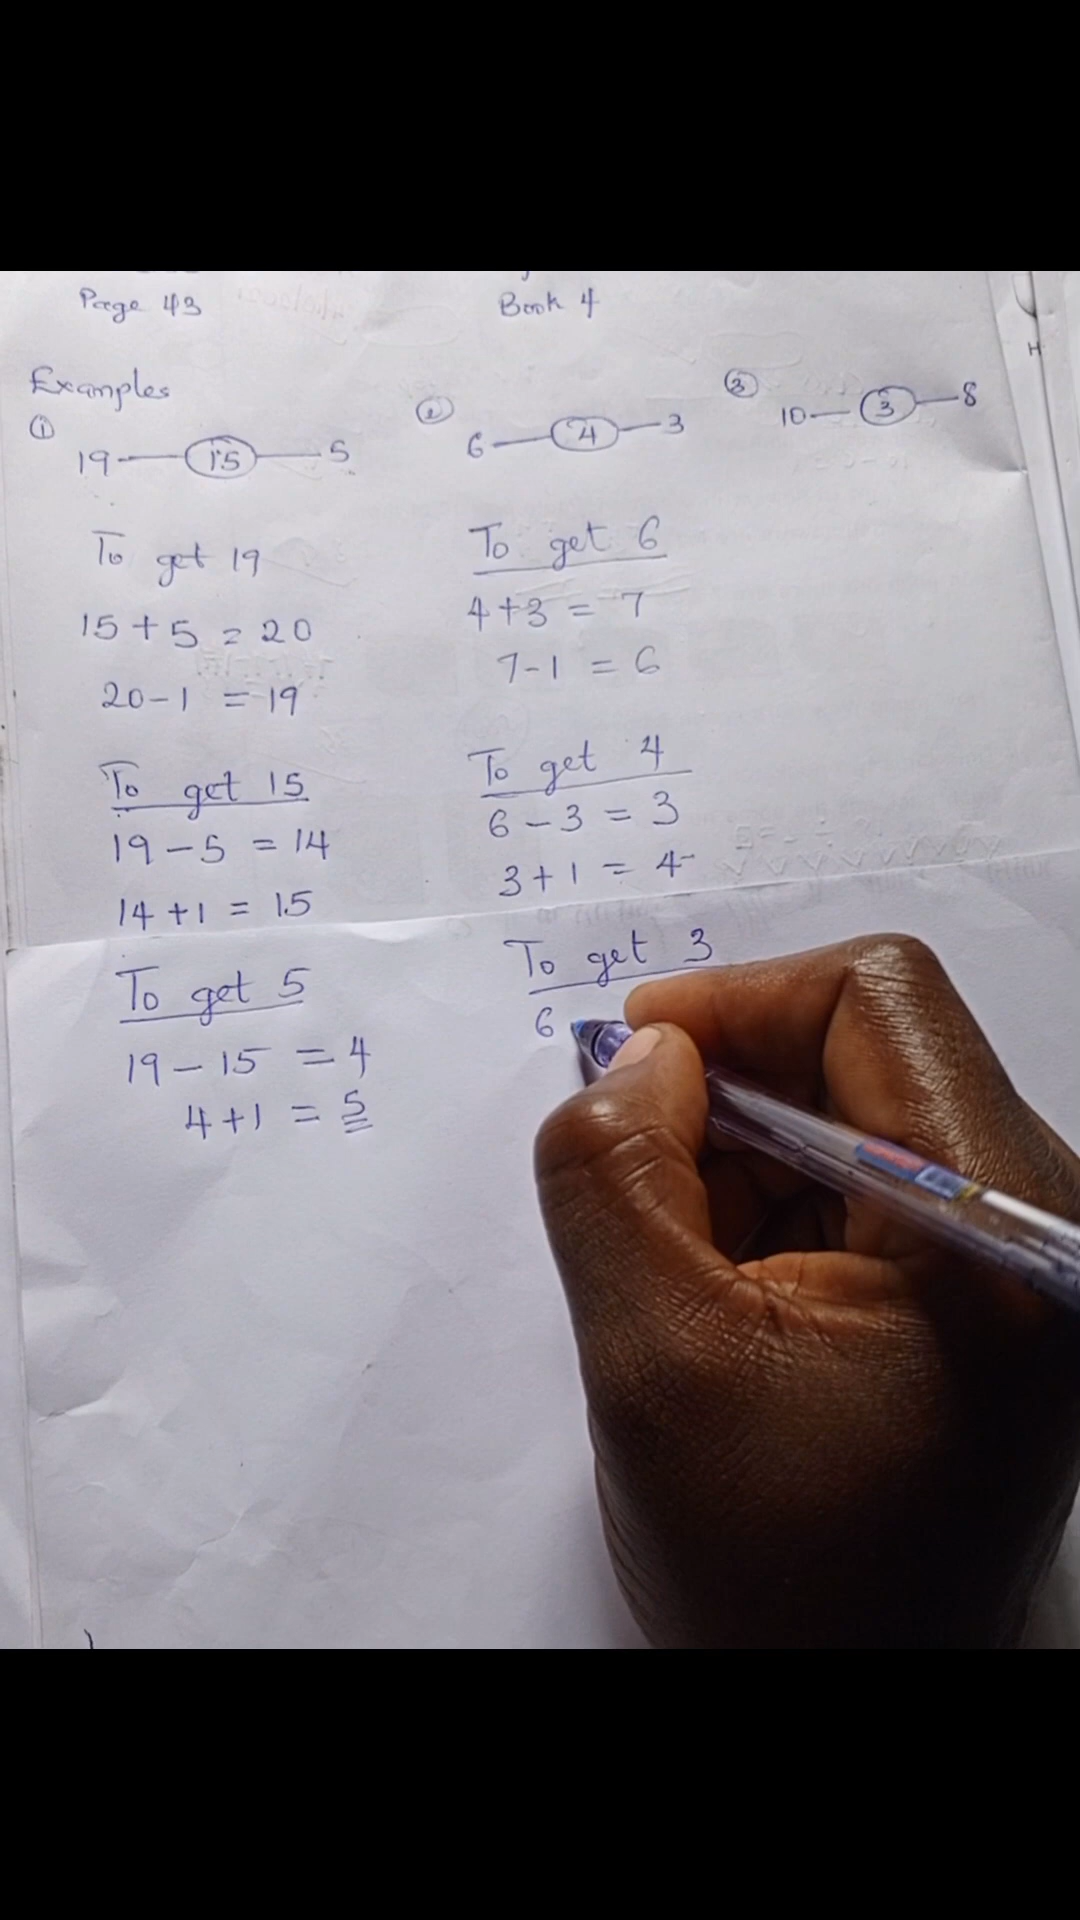 Page 43
Book 4
Examples
① 19 — 15 — 5
② 6 — 4 — 3
③ 10 — 3 — 8
To get 19
15 + 5 = 20
20 - 1 = 19
To get 15
19 - 5 = 14
14 + 1 = 15
To get 5
19 - 15 = 4
4 + 1 = 5
To get 6
4 + 3 = 7
7 - 1 = 6
To get 4
6 - 3 = 3
3 + 1 = 4
To get 3
6
H